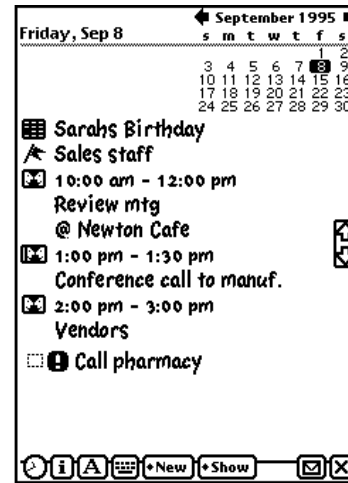 September 1995
Friday, Sep 8
s m t w t f s
1 2
3 4 5 6 7 8 9
10 11 12 13 14 15 16
17 18 19 20 21 22 23
24 25 26 27 28 29 30
Sarahs Birthday
Sales staff
10:00 am - 12:00 pm
Review mtg
@ Newton Cafe
1:00 pm - 1:30 pm
Conference call to manuf.
2:00 pm - 3:00 pm
Vendors
Call pharmacy
i A New Show X